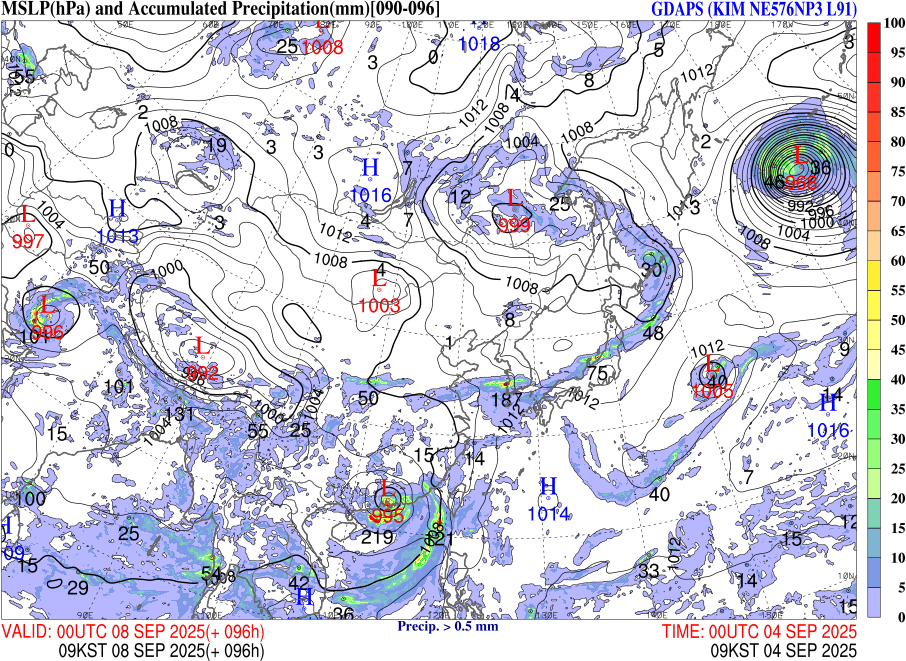 MSLP(hPa) and Accumulated Precipitation(mm)[090-096] GDAPS (KIM NE576NP3 L91)
25 L 1008 3 0 1018 5 8 1012 3 100
55 95
2 1008 1012 4 1008 1004 1008 2 90
0 19 3 3 7 L 36 85
H 1016 12 L 25 46 968 80
L 1004 H 3 4 7 999 3 992 996 1000 75
997 1013 1012 1004 1008 70
50 1000 1008 4 L 1008 30 65
L 996 1003 8 48 60
L 992 1 1012 9 55
101 50 187 75 L 40 1005 50
131 1004 1000 1004 1012 1012 H 1016 45
15 55 25 15 14 40
100 L 995 H 1014 40 7 35
25 219 21 1012 15 30
15 54 42 33 14 25
29 H 36 15 20
90E 120E 10N 15
10
5
0
VALID: 00UTC 08 SEP 2025(+ 096h) Precip. > 0.5 mm TIME: 00UTC 04 SEP 2025
09KST 08 SEP 2025(+ 096h) 09KST 04 SEP 2025